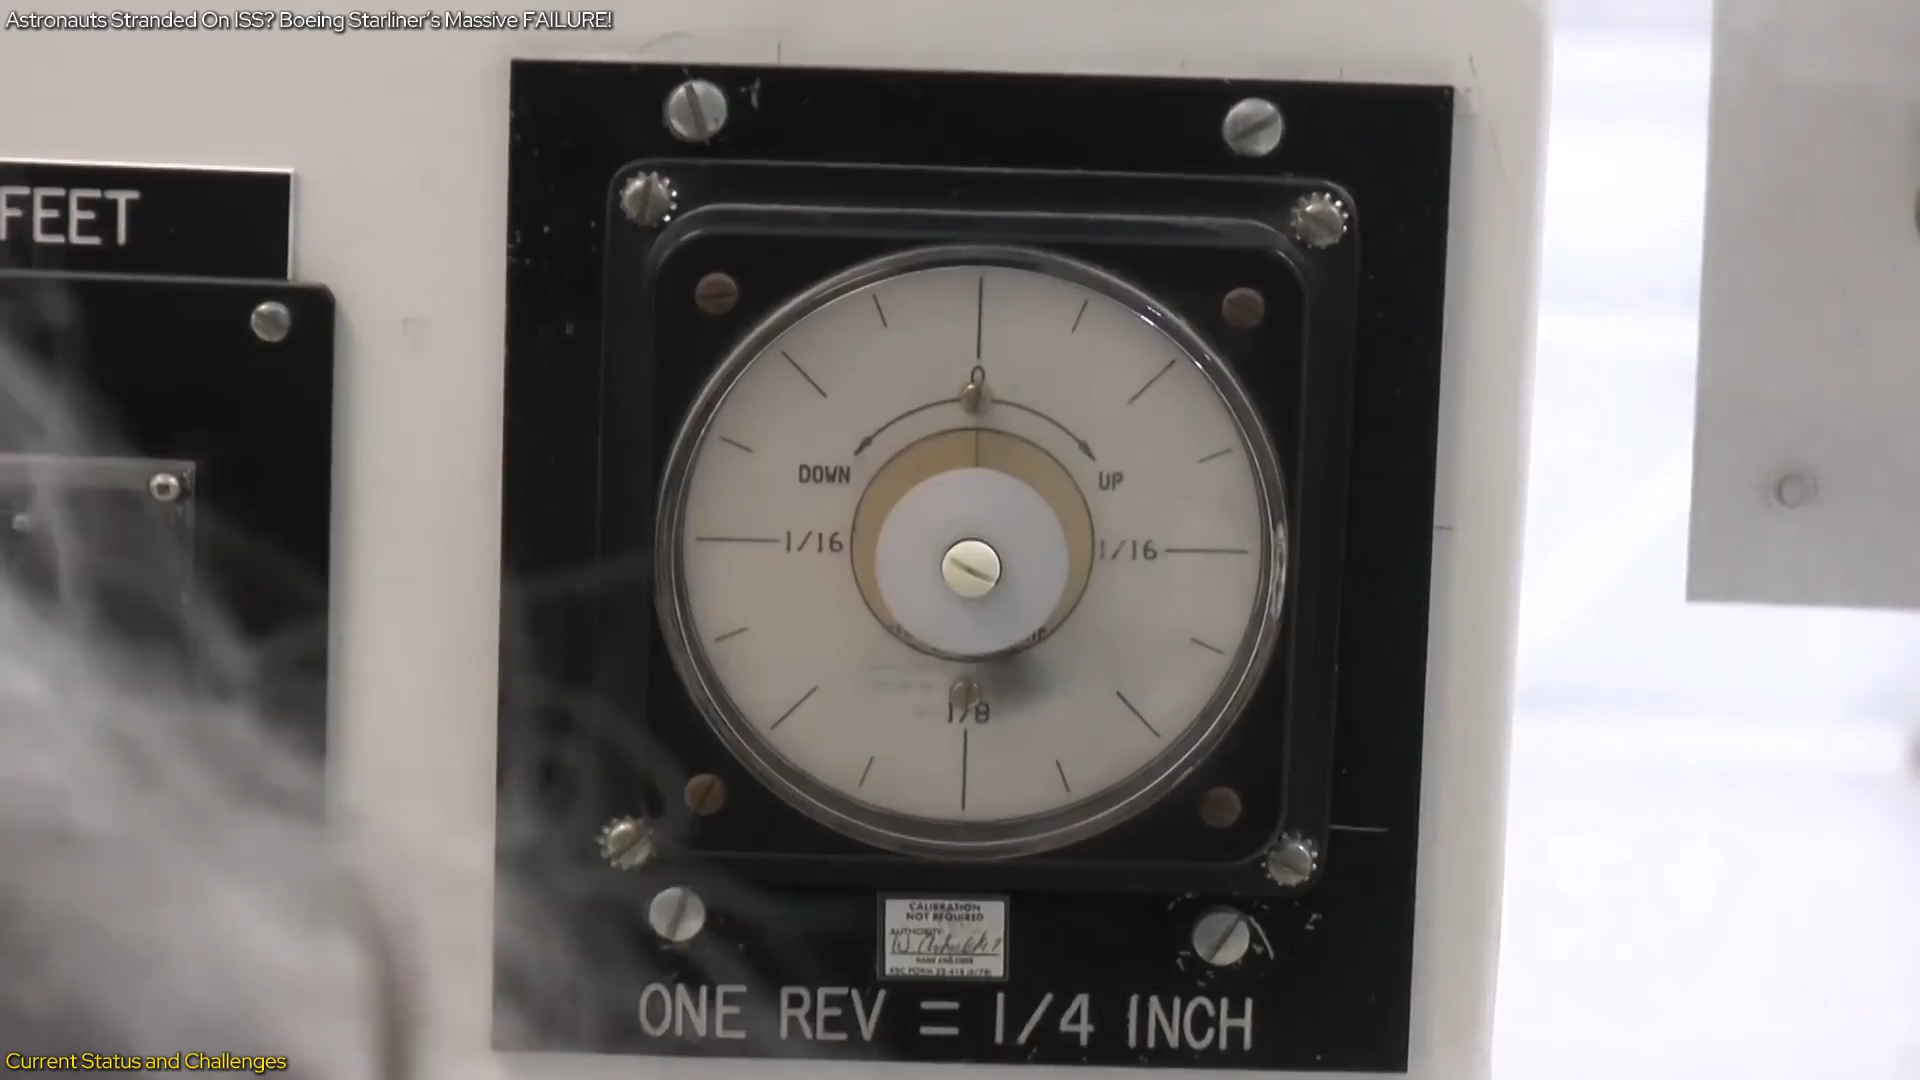 Astronauts Stranded On ISS? Boeing Starliner's Massive FAILURE!
FEET
0
DOWN
UP
1/16
1/16
1/8
CALIBRATION
NOT REQUIRED
AUTHORITY:
ONE REV = 1/4 INCH
Current Status and Challenges